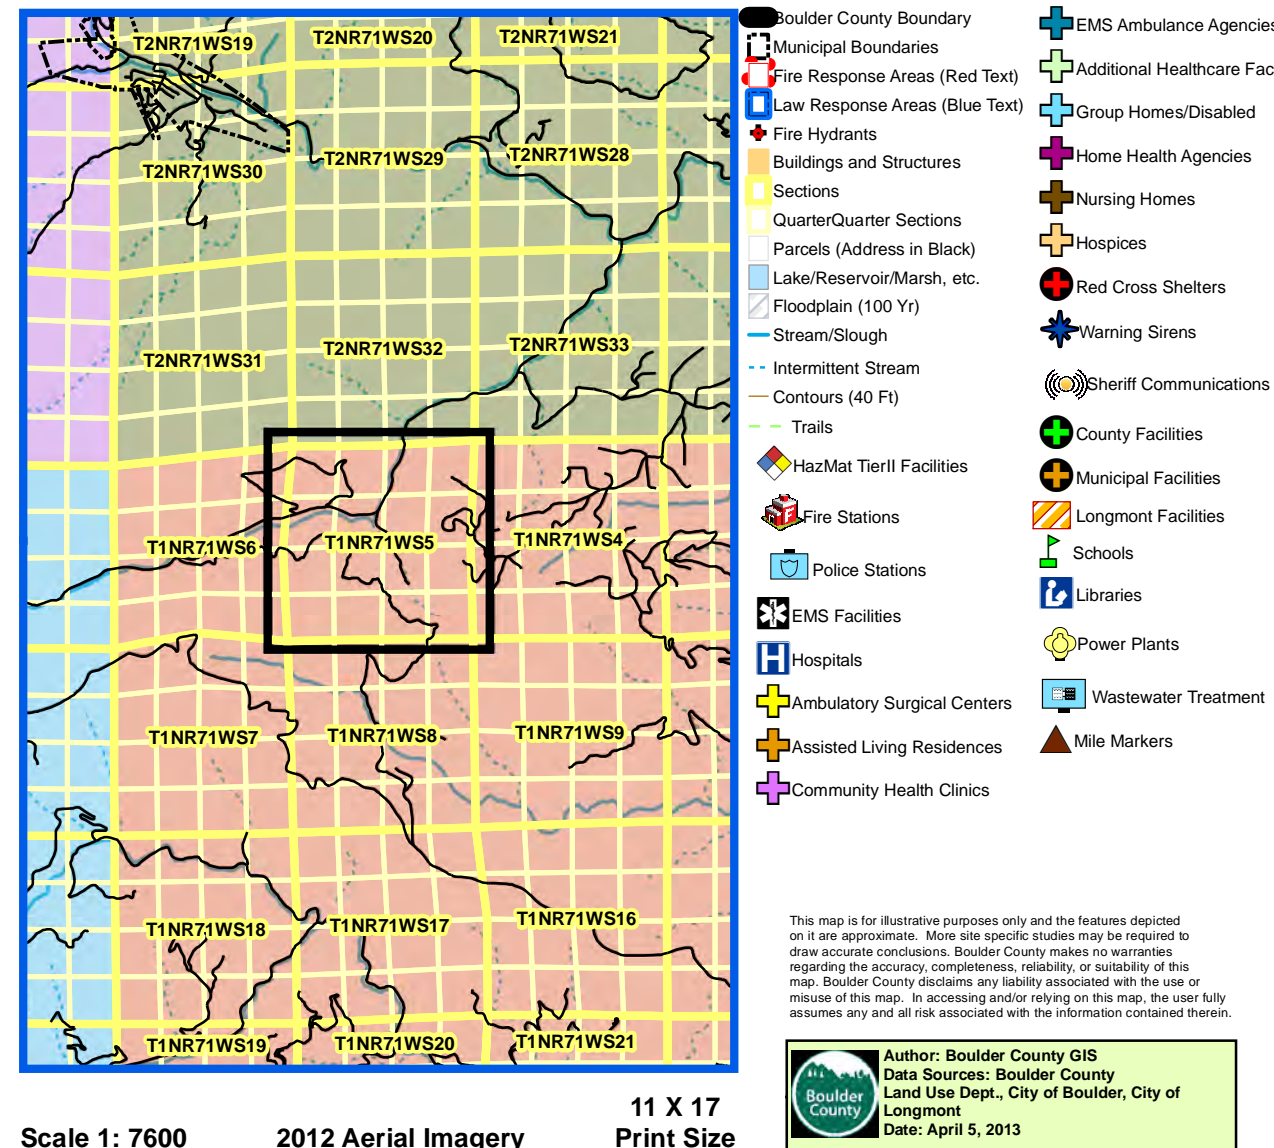 T2NR71WS19
T2NR71WS20
T2NR71WS21
T2NR71WS30
T2NR71WS29
T2NR71WS28
T2NR71WS31
T2NR71WS32
T2NR71WS33
T1NR71WS6
T1NR71WS5
T1NR71WS4
T1NR71WS7
T1NR71WS8
T1NR71WS9
T1NR71WS18
T1NR71WS17
T1NR71WS16
T1NR71WS19
T1NR71WS20
T1NR71WS21
Boulder County Boundary
Municipal Boundaries
Fire Response Areas (Red Text)
Law Response Areas (Blue Text)
Fire Hydrants
Buildings and Structures
Sections
QuarterQuarter Sections
Parcels (Address in Black)
Lake/Reservoir/Marsh, etc.
Floodplain (100 Yr)
Stream/Slough
Intermittent Stream
Contours (40 Ft)
Trails
HazMat TierII Facilities
F
Fire Stations
Police Stations
EMS Facilities
H
Hospitals
Ambulatory Surgical Centers
Assisted Living Residences
Community Health Clinics
EMS Ambulance Agencies
Additional Healthcare Fac
Group Homes/Disabled
Home Health Agencies
Nursing Homes
Hospices
Red Cross Shelters
Warning Sirens
Sheriff Communications
County Facilities
Municipal Facilities
Longmont Facilities
Schools
Libraries
Power Plants
Wastewater Treatment
Mile Markers
This map is for illustrative purposes only and the features depicted
on it are approximate. More site specific studies may be required to
draw accurate conclusions. Boulder County makes no warranties
regarding the accuracy, completeness, reliability, or suitability of this
map. Boulder County disclaims any liability associated with the use or
misuse of this map. In accessing and/or relying on this map, the user fully
assumes any and all risk associated with the information contained therein.
Boulder
County
Author: Boulder County GIS
Data Sources: Boulder County
Land Use Dept., City of Boulder, City of
Longmont
Date: April 5, 2013
Scale 1: 7600
2012 Aerial Imagery
11 X 17
Print Size